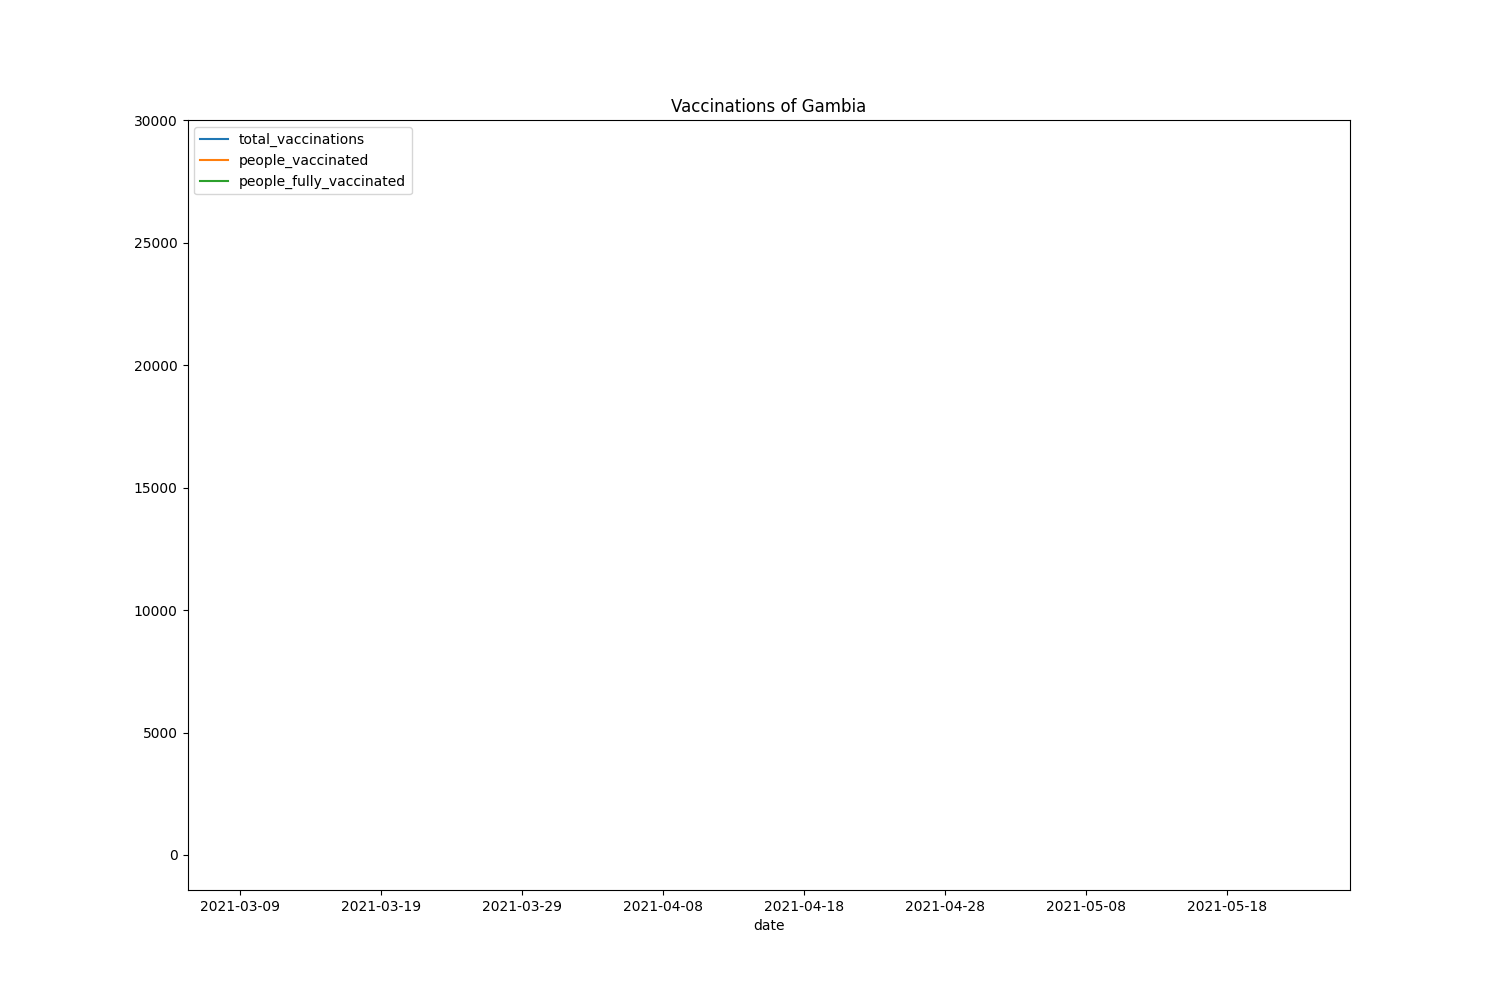 Vaccinations of Gambia
30000
total_vaccinations
people_vaccinated
people_fully_vaccinated
25000
20000
15000
10000
5000
0
2021-03-09 2021-03-19 2021-03-29 2021-04-08 2021-04-18 2021-04-28 2021-05-08 2021-05-18
date